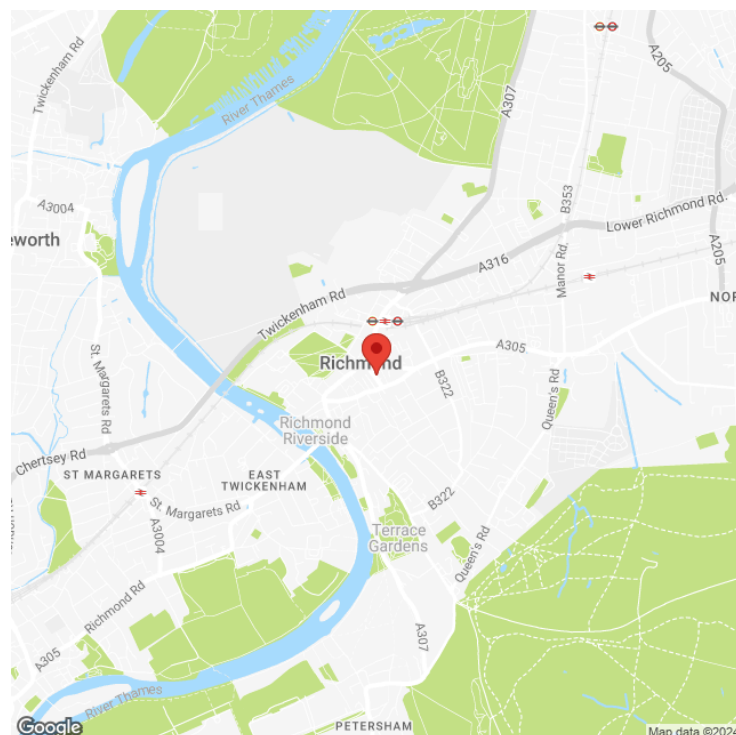 Twickenham Rd
River Thames
A307
A205
A3004
B353
Lower Richmond Rd.
eworth
A316
Manor Rd.
A205
Twickenham Rd
NOR
St. Margarets Rd
Richmond
A305
B322
Queen's Rd
Richmond
Riverside
Chertsey Rd
ST MARGARETS
EAST
TWICKENHAM
St. Margarets Rd
B322
A3004
Terrace
Gardens
Queen's Rd
Richmond Rd
A307
A305
River Thames
PETERSHAM
Google
Map data ©2024